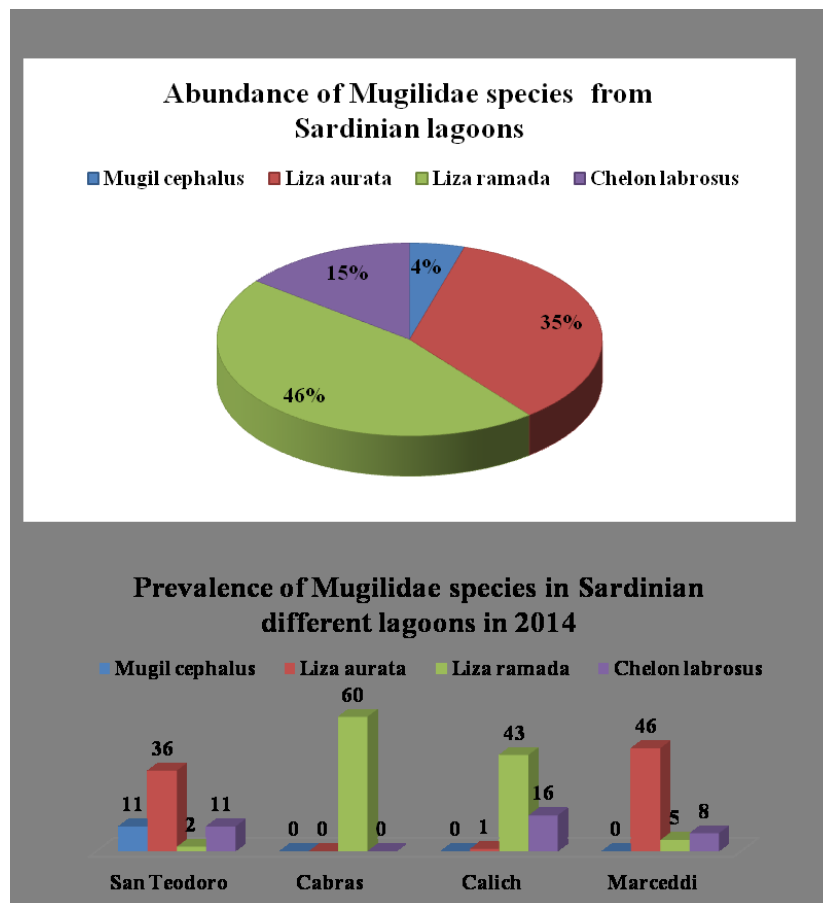 Abundance of Mugilidae species from
Sardinian lagoons
Mugil cephalus Liza aurata Liza ramada Chelon labrosus
4%
15%
35%
46%
Prevalence of Mugilidae species in Sardinian
different lagoons in 2014
Mugil cephalus Liza aurata Liza ramada Chelon labrosus
11 36 2 11 0 0 60 0 0 1 43 16 0 46 5 8
San Teodoro Cabras Calich Marceddi